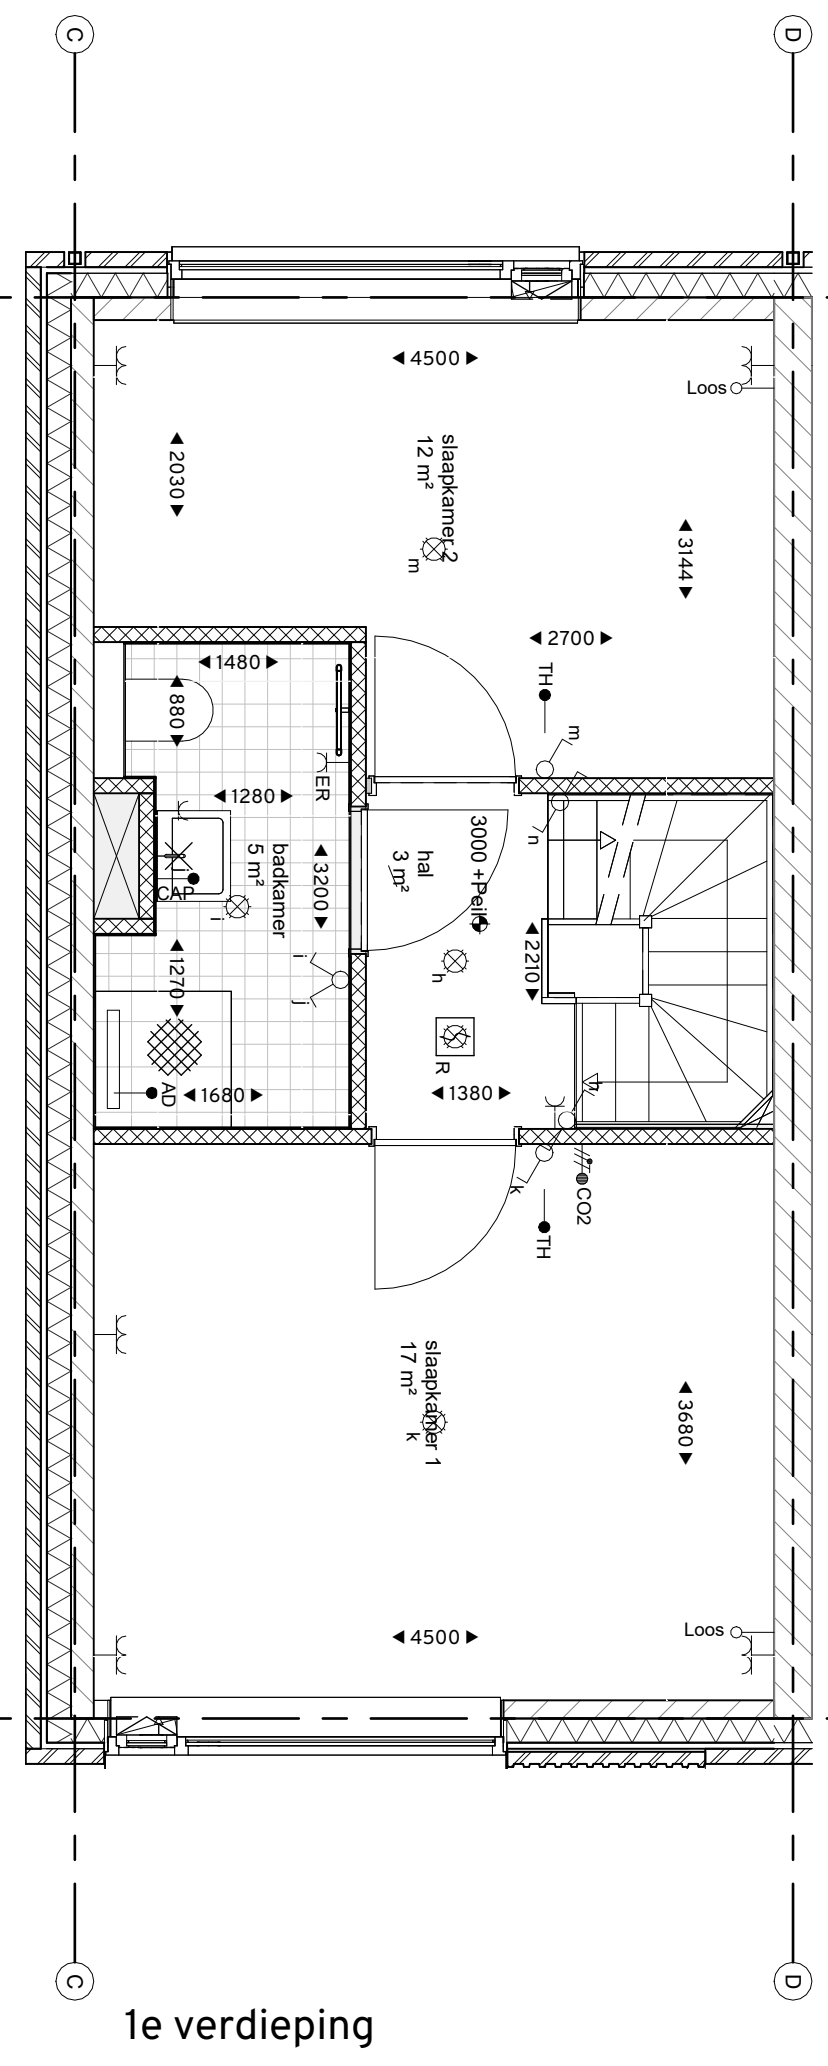 C
D
4500
Loos
2030
slaapkamer 2
12 m²
m
3144
2700
1480
TH
880
m
ER
1280
n
3000 +Peil
hal
3 m²
badkamer
5 m²
3200
CAP
i
2210
1270
h
i
j
R
AD
1680
1380
h
k
CO2
TH
slaapkamer 1
17 m²
k
3680
Loos
4500
C
D
1e verdieping